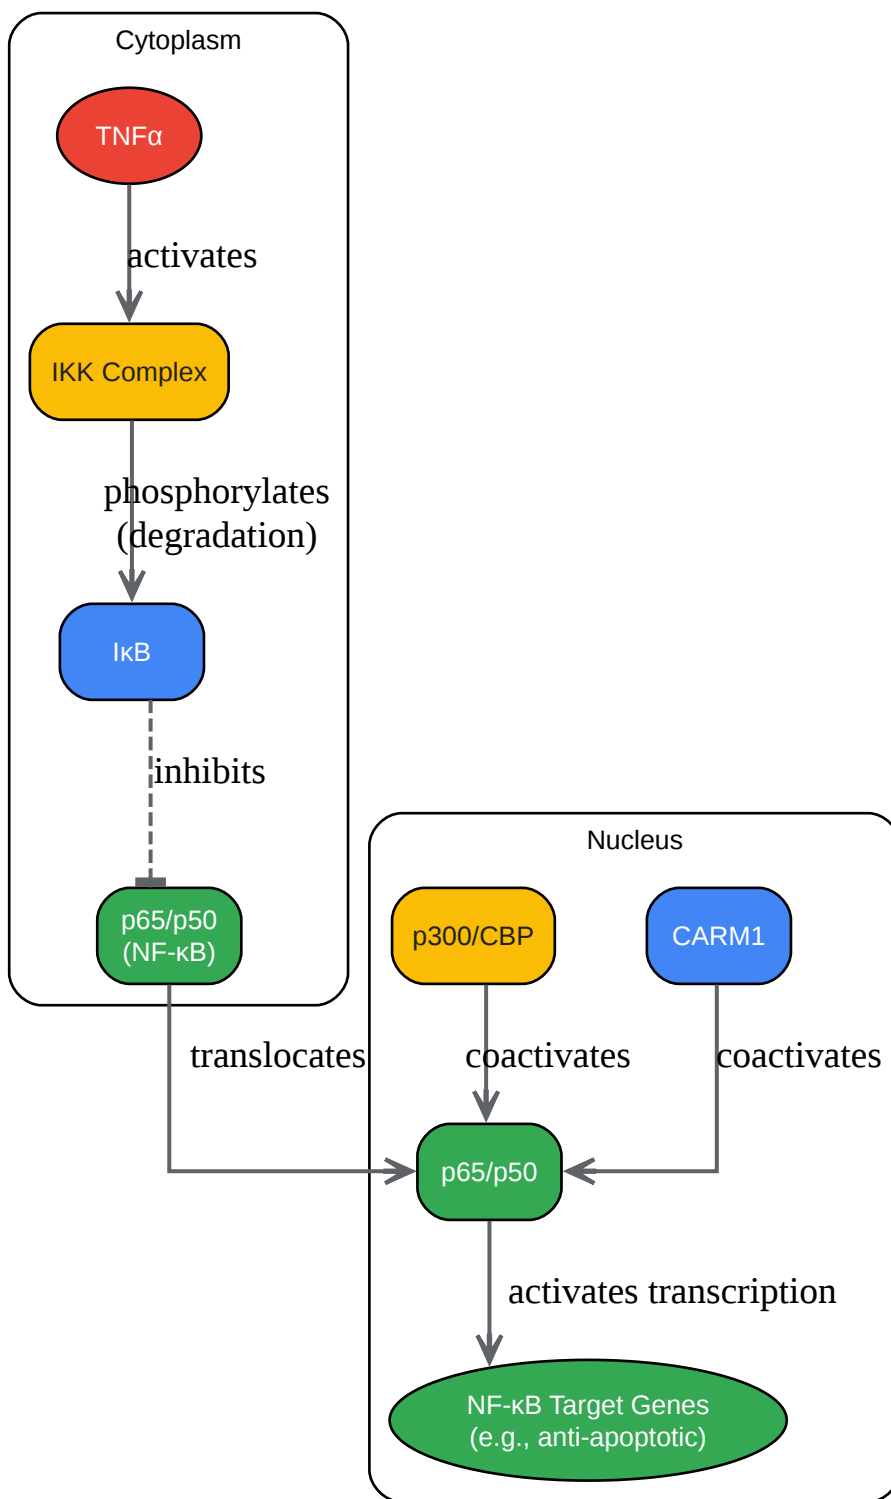 Cytoplasm
TNFα
activates
IKK Complex
phosphorylates
(degradation)
IκB
inhibits
p65/p50
(NF-κB)
translocates
Nucleus
p300/CBP
CARM1
coactivates
coactivates
p65/p50
activates transcription
NF-κB Target Genes
(e.g., anti-apoptotic)